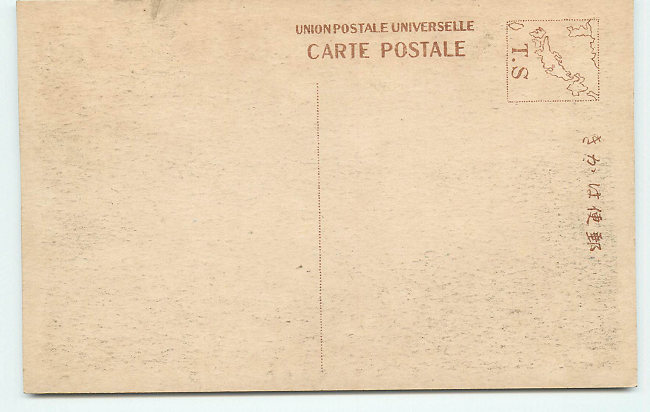 UNION POSTALE UNIVERSELLE
CARTE POSTALE
T.S
きかは便郵